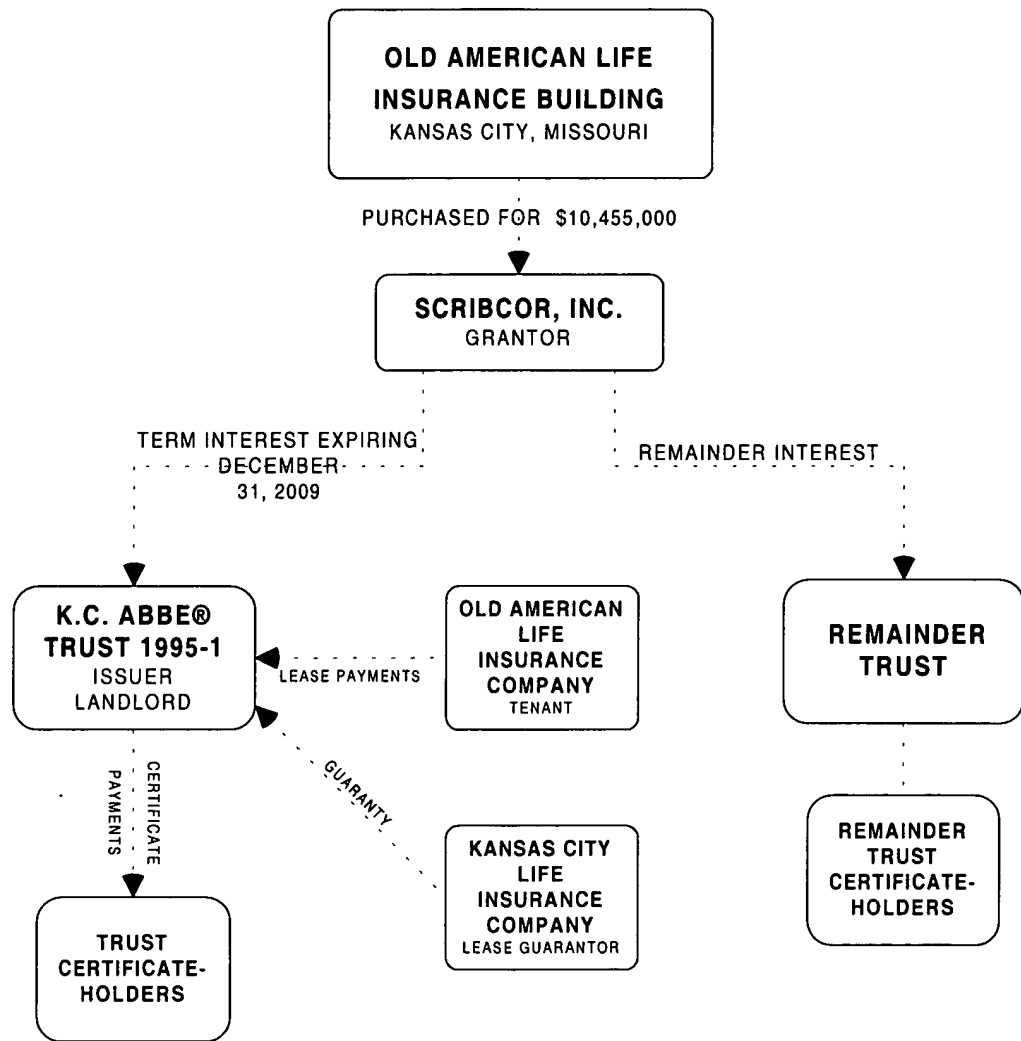 OLD AMERICAN LIFE
INSURANCE BUILDING
KANSAS CITY, MISSOURI
PURCHASED FOR $10,455,000
SCRIBCOR, INC.
GRANTOR
TERM INTEREST EXPIRING
DECEMBER
31, 2009
REMAINDER INTEREST
K.C. ABBE®
TRUST 1995-1
ISSUER
LANDLORD
LEASE PAYMENTS
OLD AMERICAN
LIFE
INSURANCE
COMPANY
TENANT
REMAINDER
TRUST
CERTIFICATE
PAYMENTS
GUARANTY
KANSAS CITY
LIFE
INSURANCE
COMPANY
LEASE GUARANTOR
REMAINDER
TRUST
CERTIFICATE-
HOLDERS
TRUST
CERTIFICATE-
HOLDERS